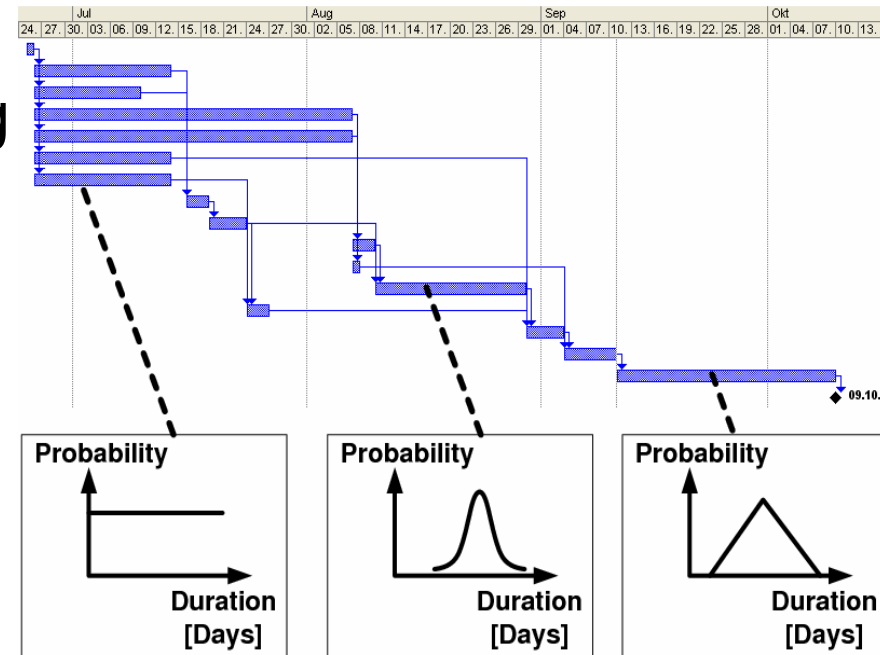 g
Jul Aug Sep Okt
24. 27. 30. 03. 06. 09. 12. 15. 18. 21. 24. 27. 30. 02. 05. 08. 11. 14. 17. 20. 23. 26. 29. 01. 04. 07. 10. 13. 16. 19. 22. 25. 28. 01. 04. 07. 10. 13.
09.10.
Probability
Duration
[Days]
Probability
Duration
[Days]
Probability
Duration
[Days]